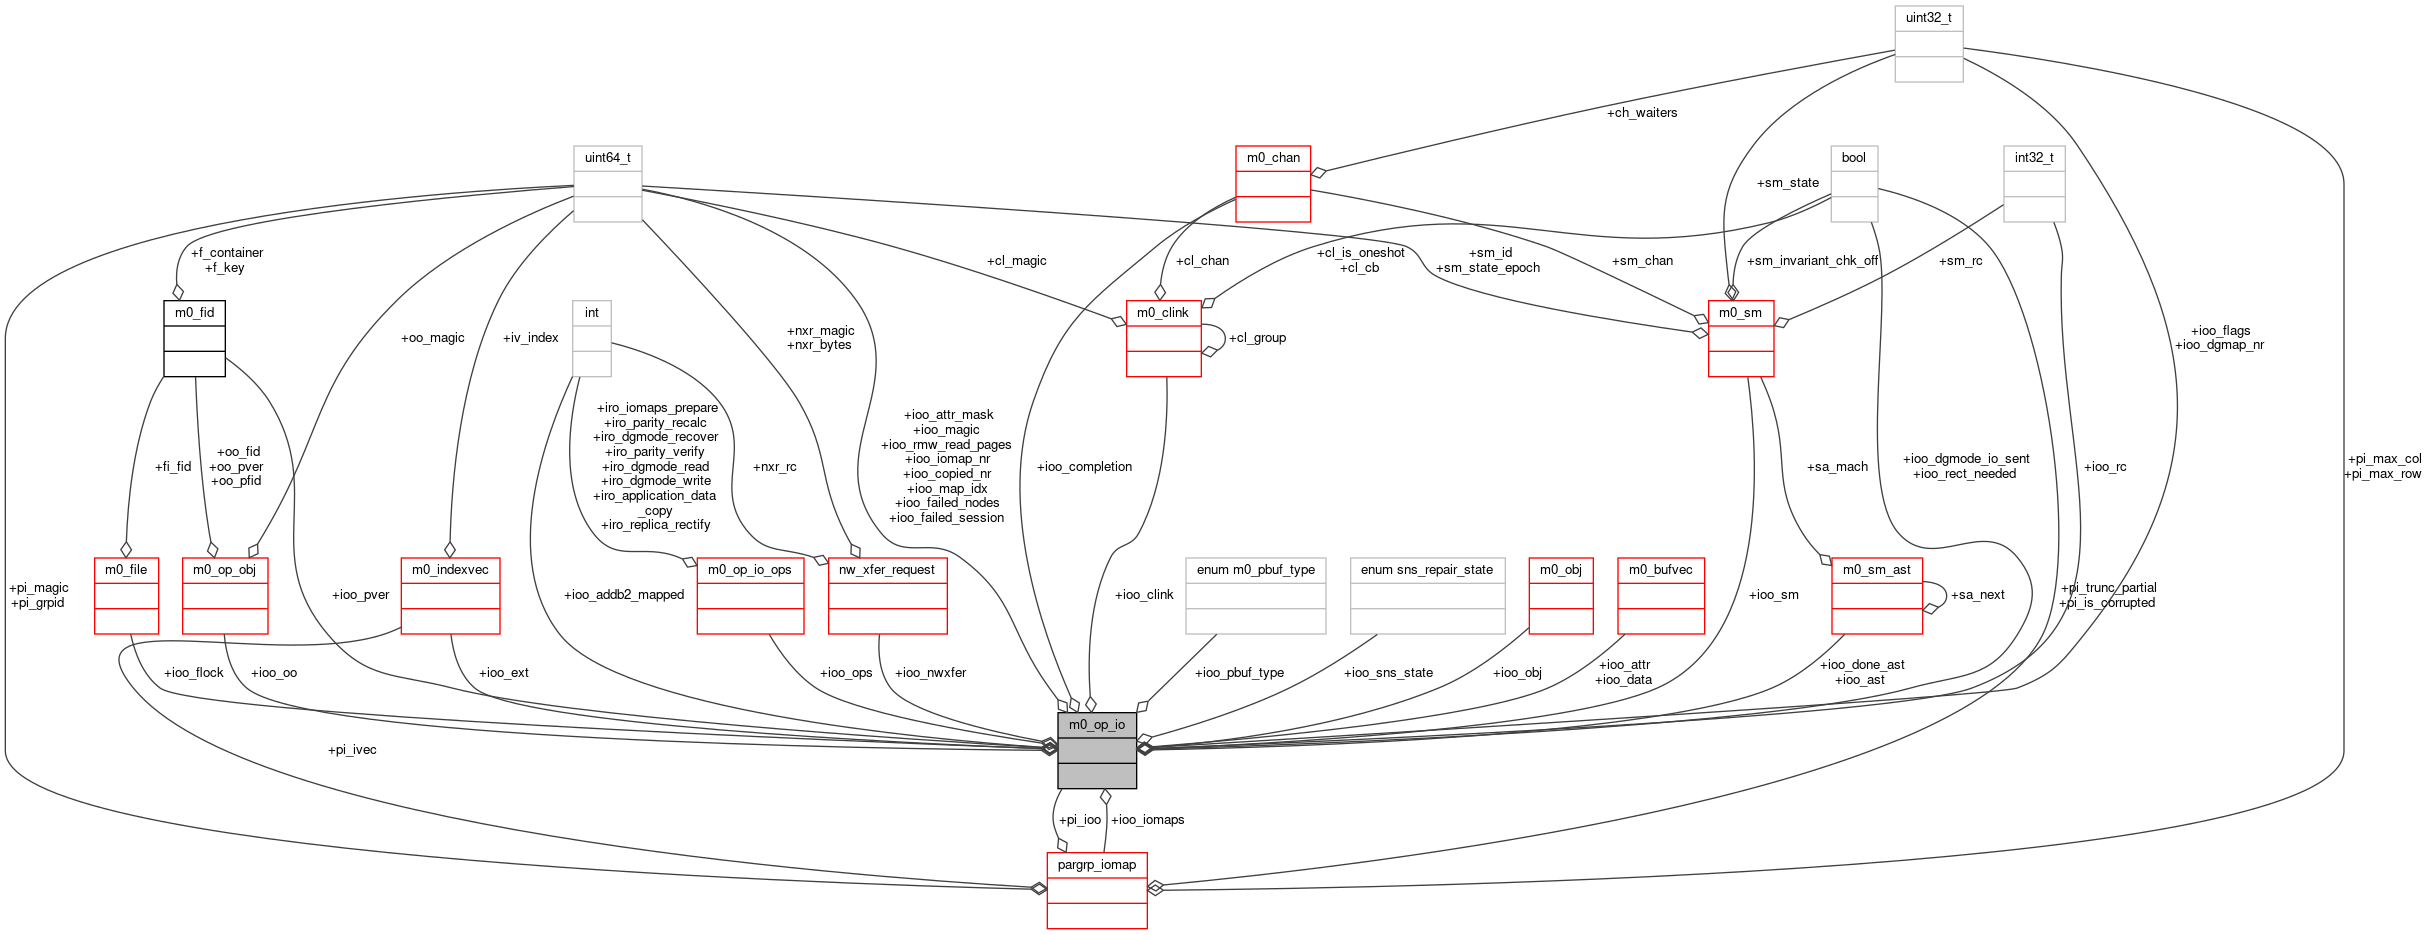 uint32_t
+ch_waiters
uint64_t
m0_chan
bool
int32_t
+sm_state
+f_container
+f_key
+cl_magic
+cl_chan
+cl_is_oneshot
+cl_cb
+sm_id
+sm_state_epoch
+sm_chan
+sm_invariant_chk_off
+sm_rc
m0_fid
int
m0_clink
m0_sm
+oo_magic
+iv_index
+nxr_magic
+nxr_bytes
+cl_group
+ioo_flags
+ioo_dgmap_nr
+iro_iomaps_prepare
+iro_parity_recalc
+iro_dgmode_recover
+iro_parity_verify
+iro_dgmode_read
+iro_dgmode_write
+iro_application_data
_copy
+iro_replica_rectify
+ioo_attr_mask
+ioo_magic
+ioo_rmw_read_pages
+ioo_iomap_nr
+ioo_copied_nr
+ioo_map_idx
+ioo_failed_nodes
+ioo_failed_session
+fi_fid
+oo_fid
+oo_pver
+oo_pfid
+nxr_rc
+ioo_completion
+sa_mach
+ioo_dgmode_io_sent
+ioo_rect_needed
+ioo_rc
+pi_max_col
+pi_max_row
m0_file
m0_op_obj
m0_indexvec
m0_op_io_ops
nw_xfer_request
enum m0_pbuf_type
enum sns_repair_state
m0_obj
m0_bufvec
m0_sm_ast
+pi_magic
+pi_grpid
+ioo_pver
+ioo_addb2_mapped
+ioo_clink
+ioo_sm
+sa_next
+pi_trunc_partial
+pi_is_corrupted
+ioo_flock
+ioo_oo
+ioo_ext
+ioo_ops
+ioo_nwxfer
+ioo_pbuf_type
+ioo_sns_state
+ioo_obj
+ioo_attr
+ioo_data
+ioo_done_ast
+ioo_ast
m0_op_io
+pi_ivec
+pi_ioo
+ioo_iomaps
pargrp_iomap